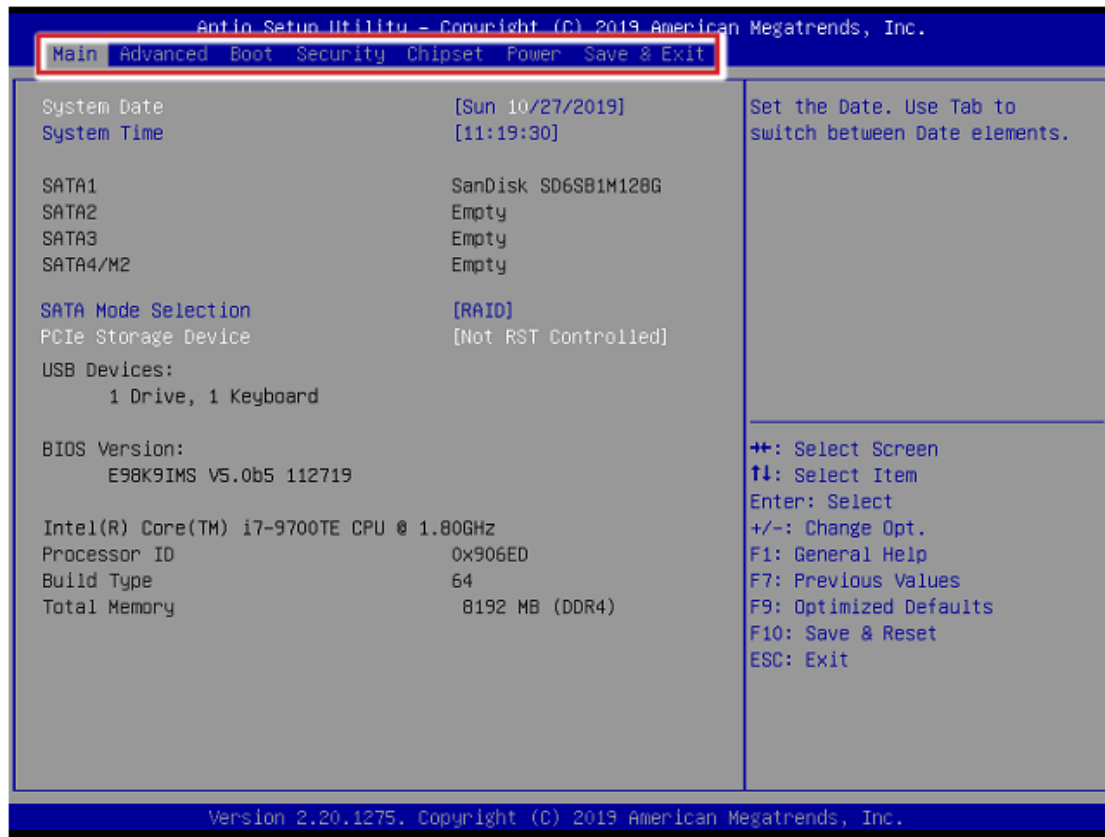 Aptio Setup Utility – Copyright (C) 2019 American Megatrends, Inc.
Main Advanced Boot Security Chipset Power Save & Exit
System Date [Sun 10/27/2019]
System Time [11:19:30]
SATA1 SanDisk SD6SB1M128G
SATA2 Empty
SATA3 Empty
SATA4/M2 Empty
SATA Mode Selection [RAID]
PCIe Storage Device [Not RST Controlled]
USB Devices:
1 Drive, 1 Keyboard
BIOS Version:
E98K9IMS V5.0b5 112719
Intel(R) Core(TM) i7-9700TE CPU @ 1.80GHz
Processor ID 0x906ED
Build Type 64
Total Memory 8192 MB (DDR4)
Set the Date. Use Tab to
switch between Date elements.
→←: Select Screen
↑↓: Select Item
Enter: Select
+/-: Change Opt.
F1: General Help
F7: Previous Values
F9: Optimized Defaults
F10: Save & Reset
ESC: Exit
Version 2.20.1275. Copyright (C) 2019 American Megatrends, Inc.